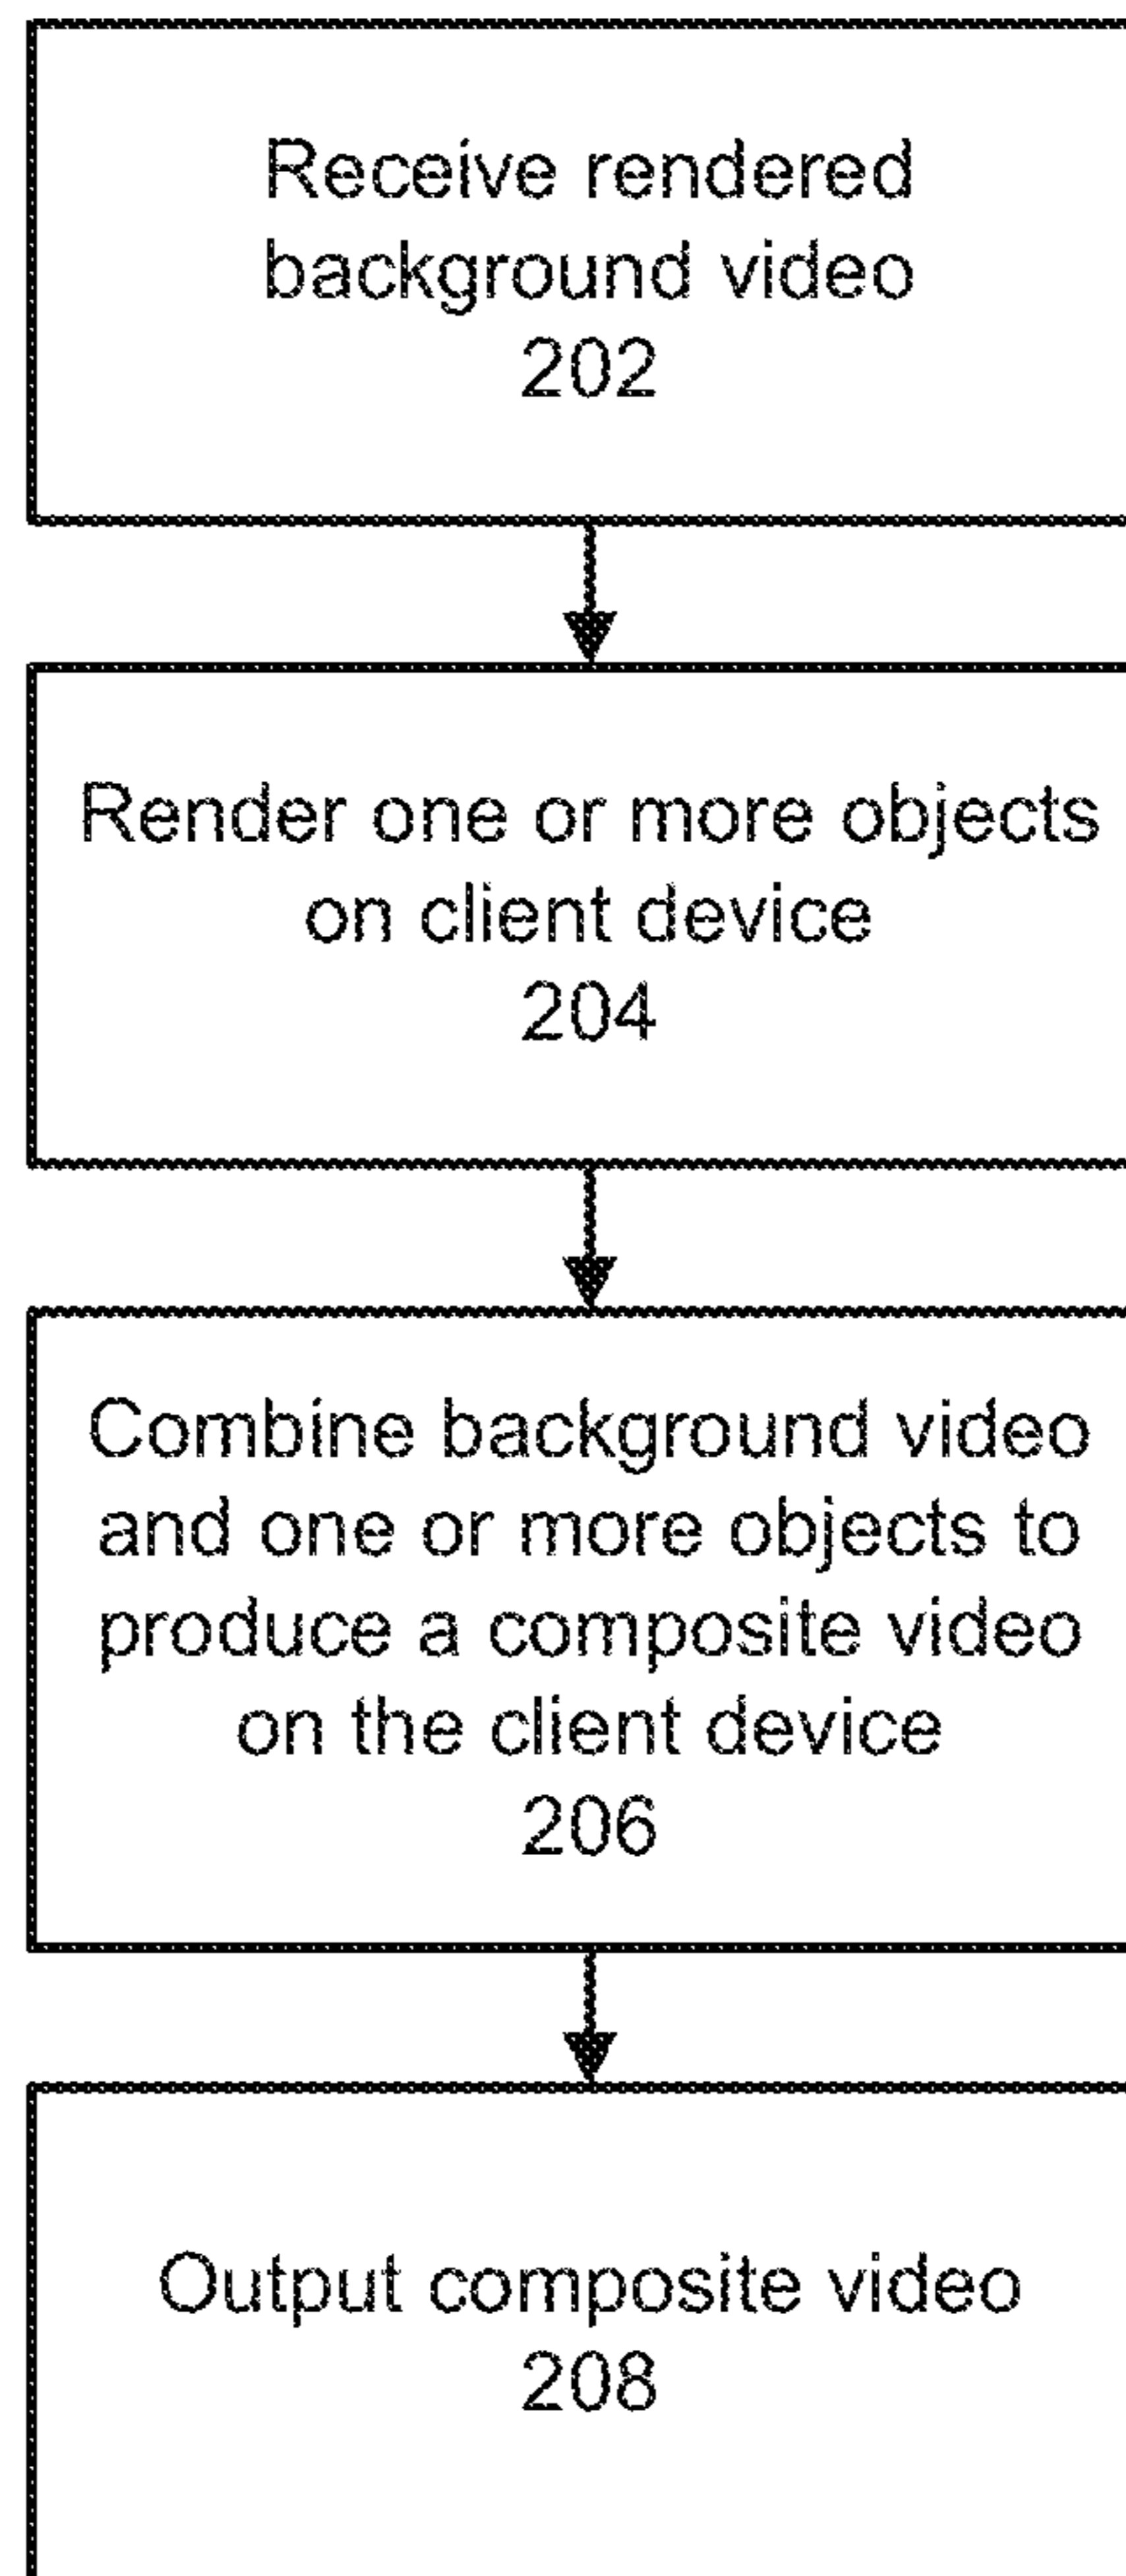 Receive rendered
background video
202
Render one or more objects
on client device
204
Combine background video
and one or more objects to
produce a composite video
on the client device
206
Output composite video
208